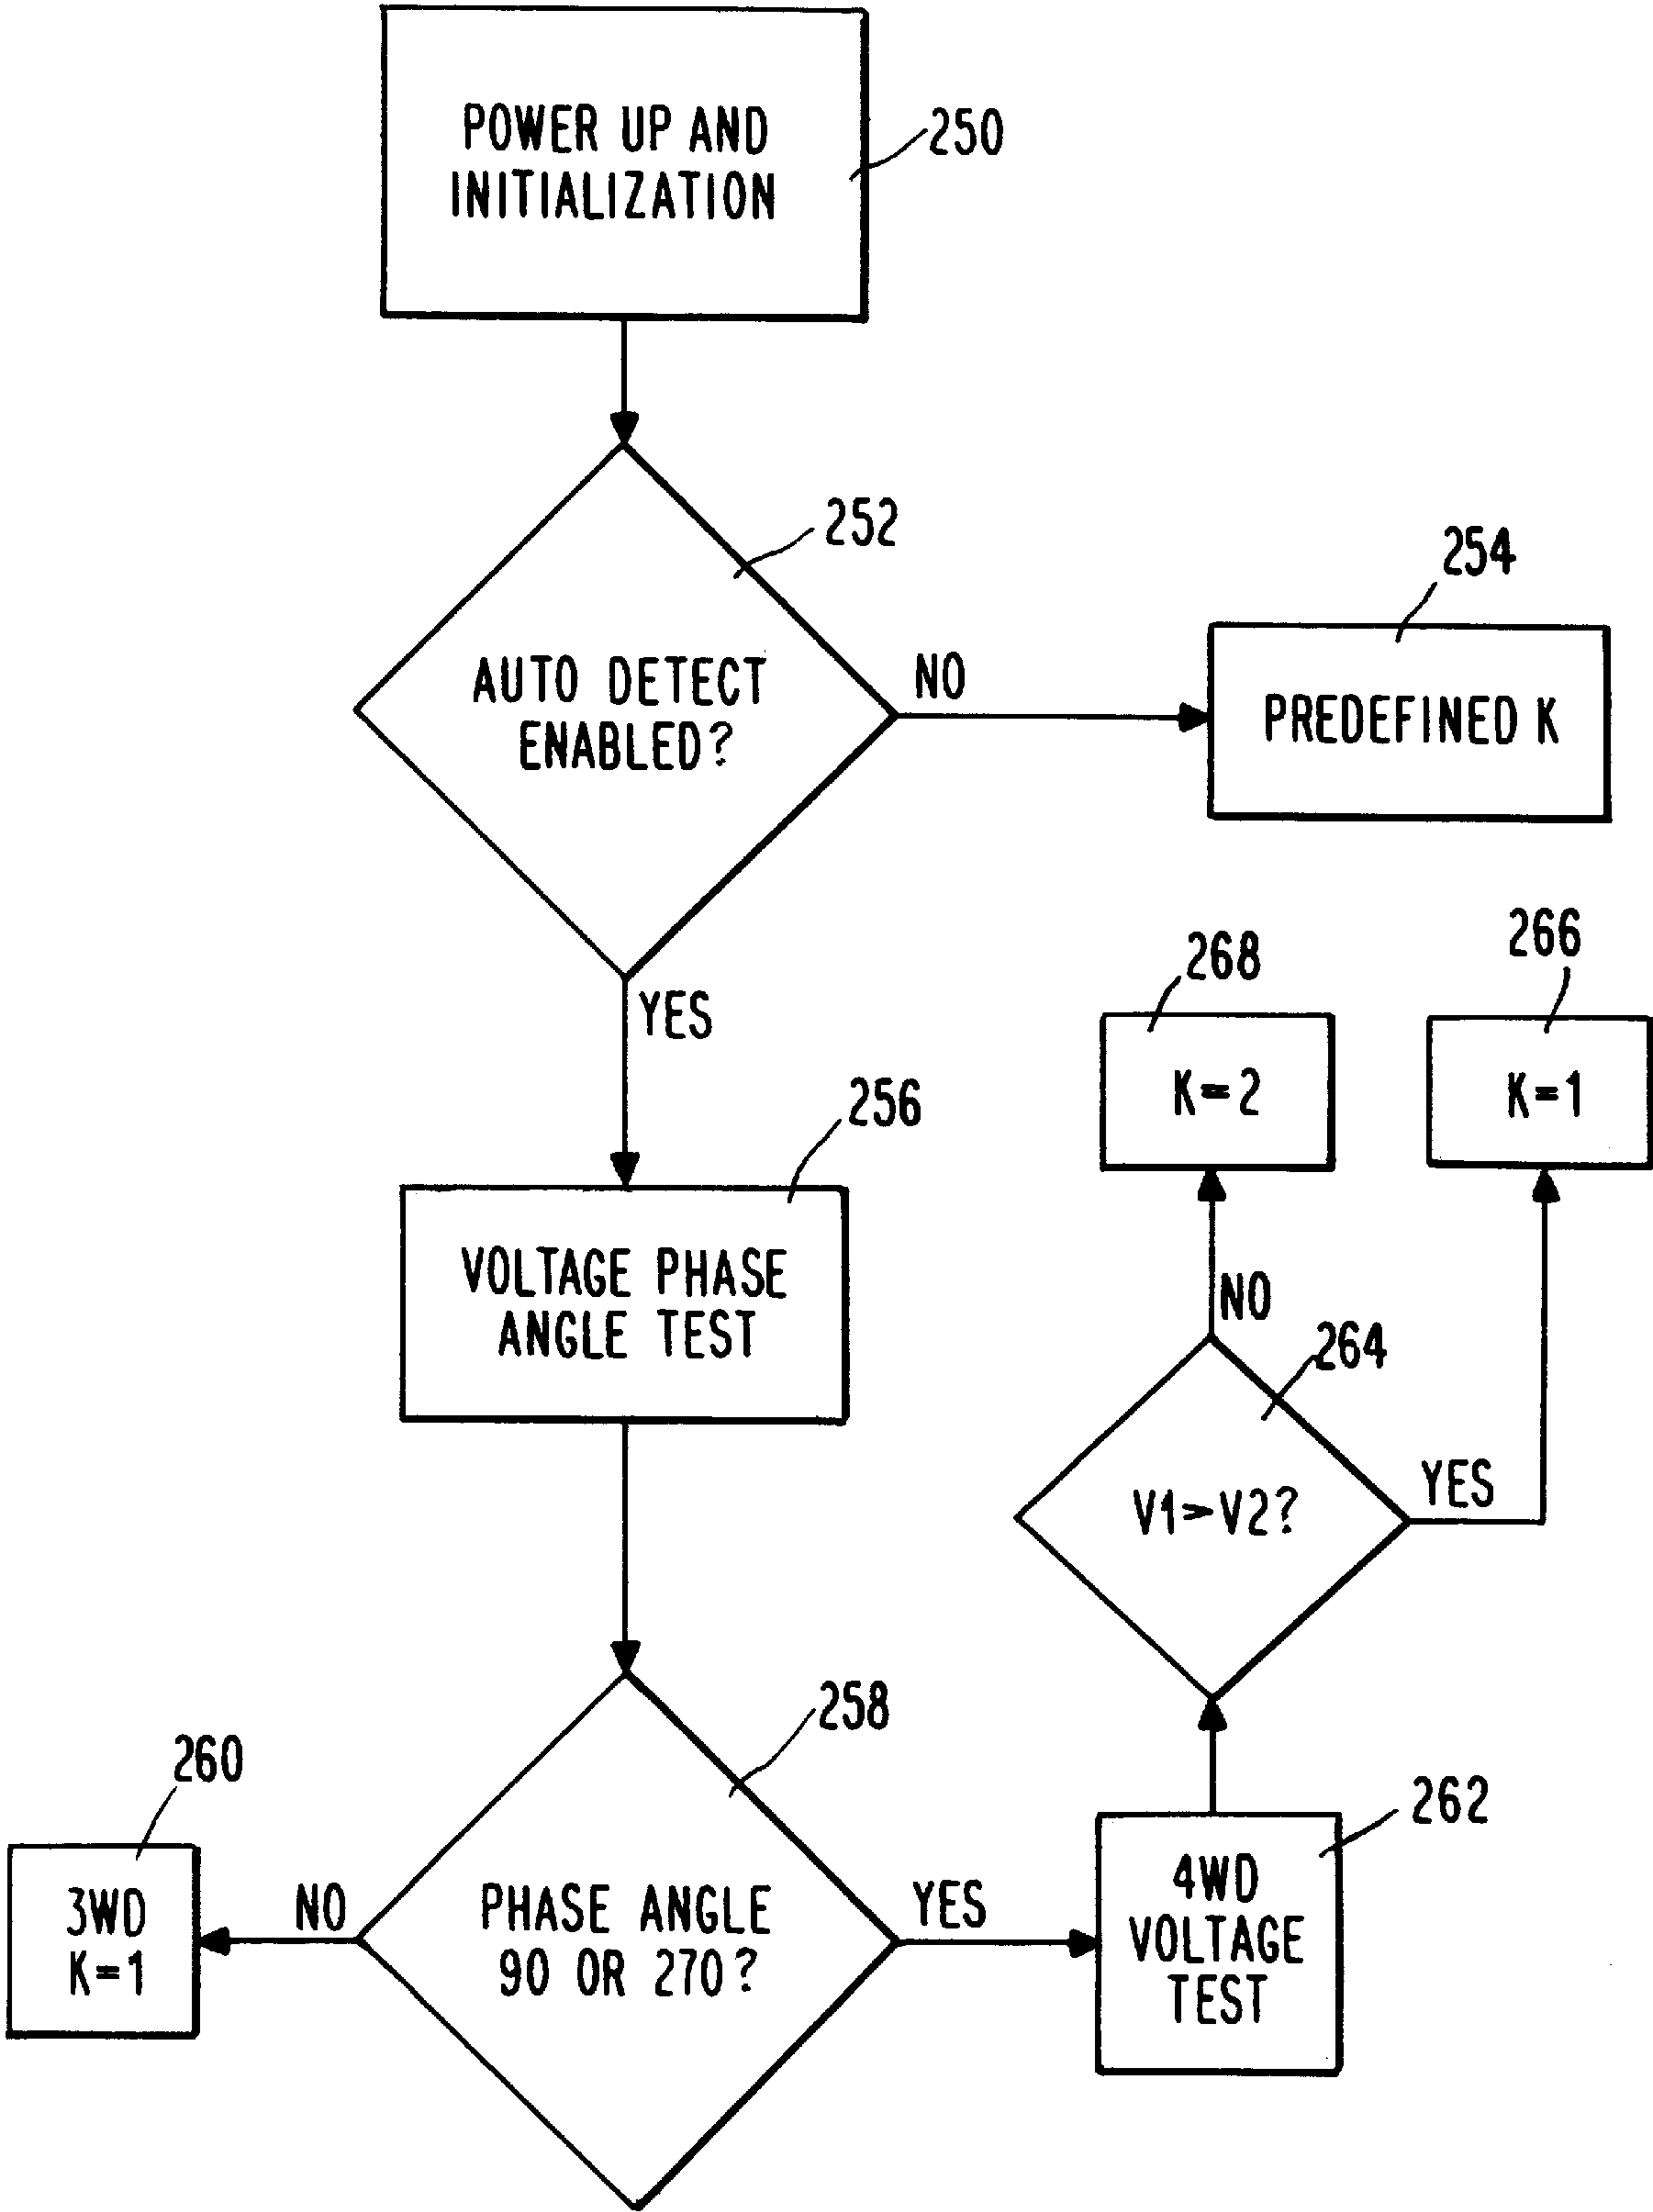 POWER UP AND
INITIALIZATION
250
252
AUTO DETECT
ENABLED?
NO
254
PREDEFINED K
YES
256
VOLTAGE PHASE
ANGLE TEST
268
K=2
266
K=1
NO
264
V1>V2?
YES
258
PHASE ANGLE
90 OR 270?
NO
260
3WD
K=1
YES
262
4WD
VOLTAGE
TEST